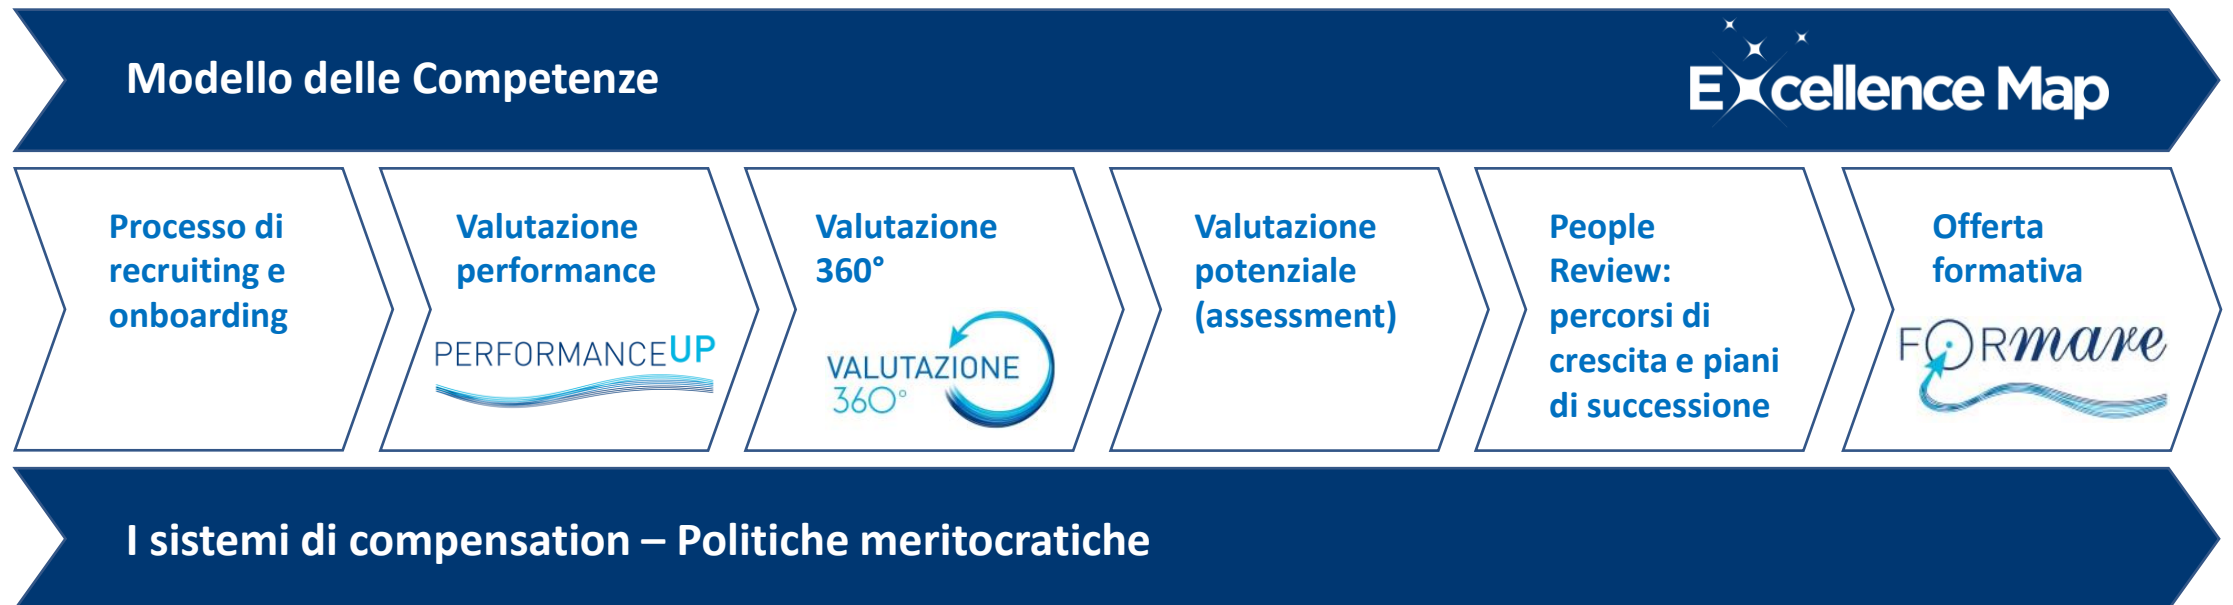 Modello delle Competenze
Excellence Map
Processo di
recruiting e
onboarding
Valutazione
performance
PERFORMANCEUP
Valutazione
360°
VALUTAZIONE
360°
Valutazione
potenziale
(assessment)
People
Review:
percorsi di
crescita e piani
di successione
Offerta
formativa
FORmare
I sistemi di compensation – Politiche meritocratiche